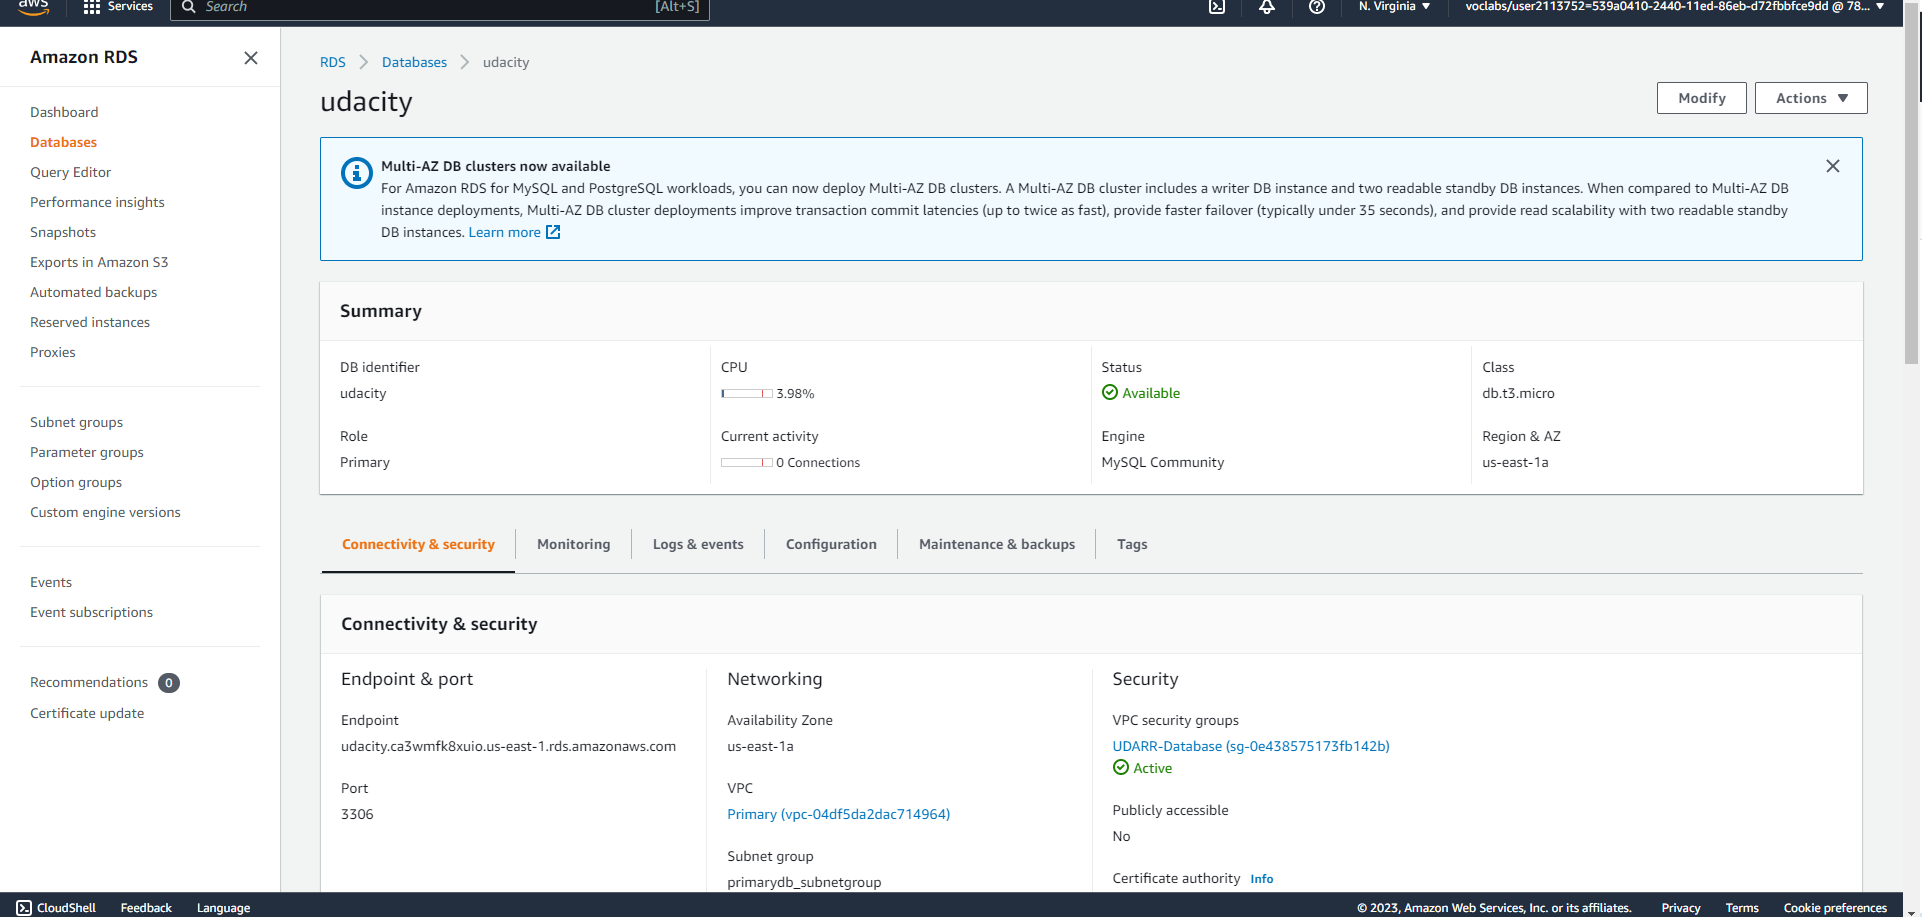 aws
Services
Search
[Alt+S]
N. Virginia
voclabs/user2113752=539a0410-2440-11ed-86eb-d72fbbfce9dd @ 78...
Amazon RDS
Dashboard
Databases
Query Editor
Performance insights
Snapshots
Exports in Amazon S3
Automated backups
Reserved instances
Proxies
Subnet groups
Parameter groups
Option groups
Custom engine versions
Events
Event subscriptions
Recommendations 0
Certificate update
RDS > Databases > udacity
udacity
Modify
Actions
Multi-AZ DB clusters now available
For Amazon RDS for MySQL and PostgreSQL workloads, you can now deploy Multi-AZ DB clusters. A Multi-AZ DB cluster includes a writer DB instance and two readable standby DB instances. When compared to Multi-AZ DB
instance deployments, Multi-AZ DB cluster deployments improve transaction commit latencies (up to twice as fast), provide faster failover (typically under 35 seconds), and provide read scalability with two readable standby
DB instances. Learn more
Summary
DB identifier
udacity
CPU
3.98%
Status
Available
Class
db.t3.micro
Role
Primary
Current activity
0 Connections
Engine
MySQL Community
Region & AZ
us-east-1a
Connectivity & security
Monitoring
Logs & events
Configuration
Maintenance & backups
Tags
Connectivity & security
Endpoint & port
Endpoint
udacity.ca3wmfk8xuio.us-east-1.rds.amazonaws.com
Port
3306
Networking
Availability Zone
us-east-1a
VPC
Primary (vpc-04df5da2dac714964)
Subnet group
primarydb_subnetgroup
Security
VPC security groups
UDARR-Database (sg-0e438575173fb142b)
Active
Publicly accessible
No
Certificate authority Info
CloudShell
Feedback
Language
© 2023, Amazon Web Services, Inc. or its affiliates.
Privacy
Terms
Cookie preferences